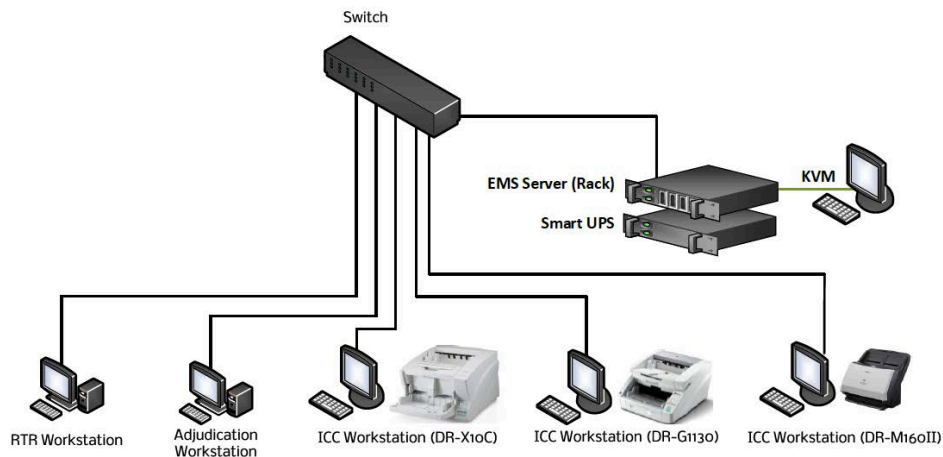 Switch
EMS Server (Rack)
KVM
Smart UPS
RTR Workstation
Adjudication
Workstation
ICC Workstation (DR-X10C)
ICC Workstation (DR-G1130)
ICC Workstation (DR-M160II)